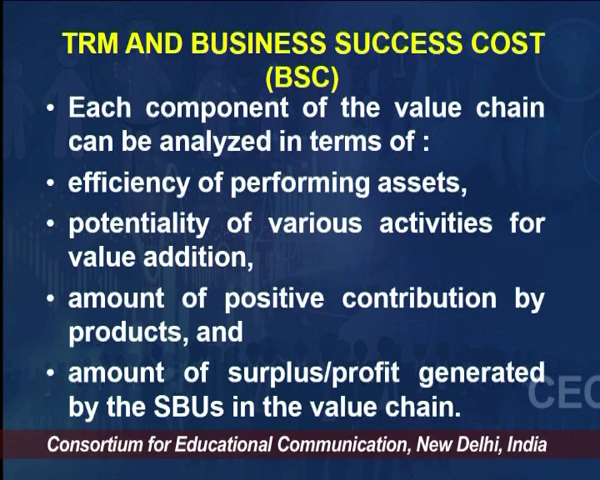 TRM AND BUSINESS SUCCESS COST
(BSC)
• Each component of the value chain
can be analyzed in terms of :
• efficiency of performing assets,
• potentiality of various activities for
value addition,
• amount of positive contribution by
products, and
• amount of surplus/profit generated
by the SBUs in the value chain.
CEC
Consortium for Educational Communication, New Delhi, India